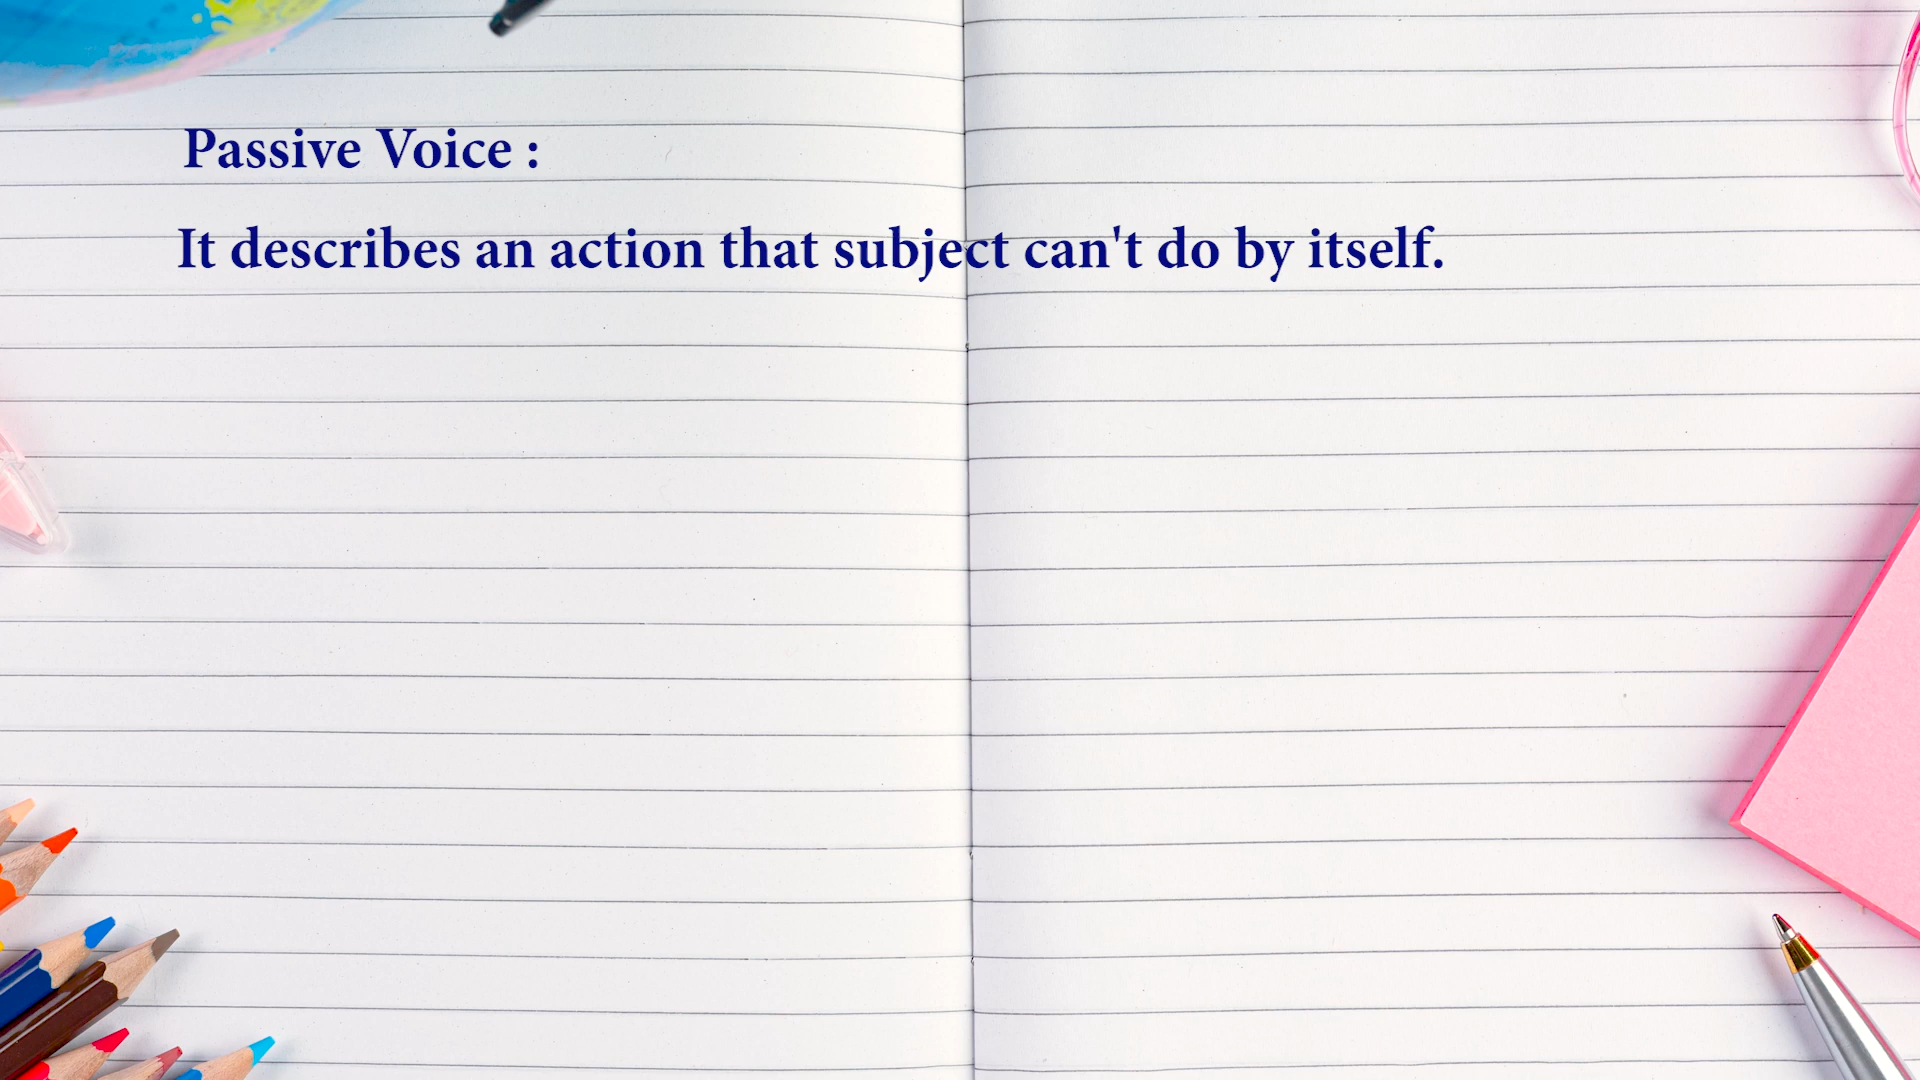 Passive Voice :
It describes an action that subject can't do by itself.